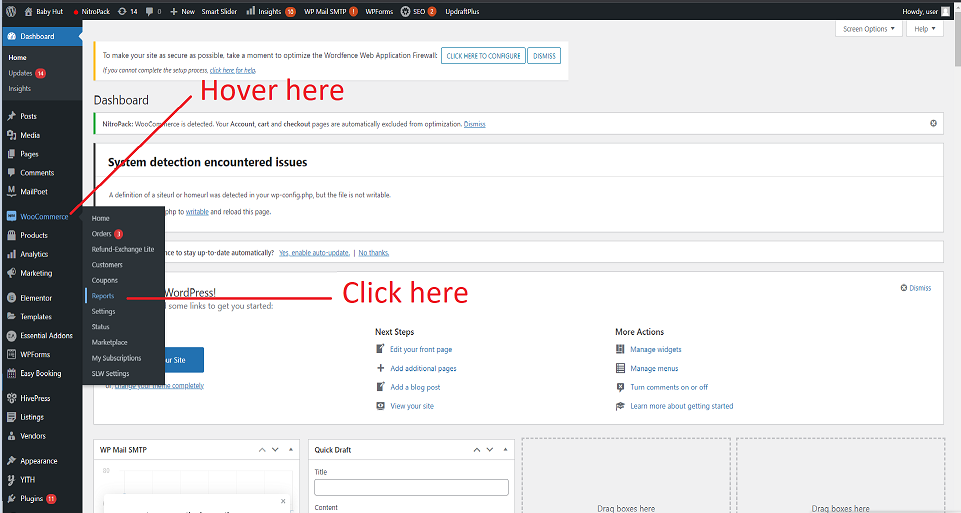 Baby Hut NitroPack 14 0 New Smart Slider Insights 10 WP Mail SMTP 1 WPForms SEO 2 UpdraftPlus Howdy, user
Dashboard
Screen Options Help
Home
Updates 14
Insights
To make your site as secure as possible, take a moment to optimize the Wordfence Web Application Firewall: CLICK HERE TO CONFIGURE DISMISS
If you cannot complete the setup process, click here for help.
Hover here
Dashboard
Posts
Media
Pages
Comments
MailPoet
WooCommerce
Products
Analytics
Marketing
Elementor
Templates
Essential Addons
WPForms
Easy Booking
HivePress
Listings
Vendors
Appearance
YITH
Plugins 11
NitroPack: WooCommerce is detected. Your Account, cart and checkout pages are automatically excluded from optimization. Dismiss
System detection encountered issues
A definition of a siteurl or homeurl was detected in your wp-config.php, but the file is not writable.
php to writable and reload this page.
Home
Orders 3
Refund-Exchange Lite
Customers
Coupons
Reports
Settings
Status
Marketplace
My Subscriptions
SLW Settings
nce to stay up-to-date automatically? Yes, enable auto-update. | No thanks.
Click here
WordPress!
some links to get you started:
Dismiss
our Site
or, change your theme completely
Next Steps
Edit your front page
Add additional pages
Add a blog post
View your site
More Actions
Manage widgets
Manage menus
Turn comments on or off
Learn more about getting started
WP Mail SMTP
80
Quick Draft
Title
Content
Drag boxes here
Drag boxes here